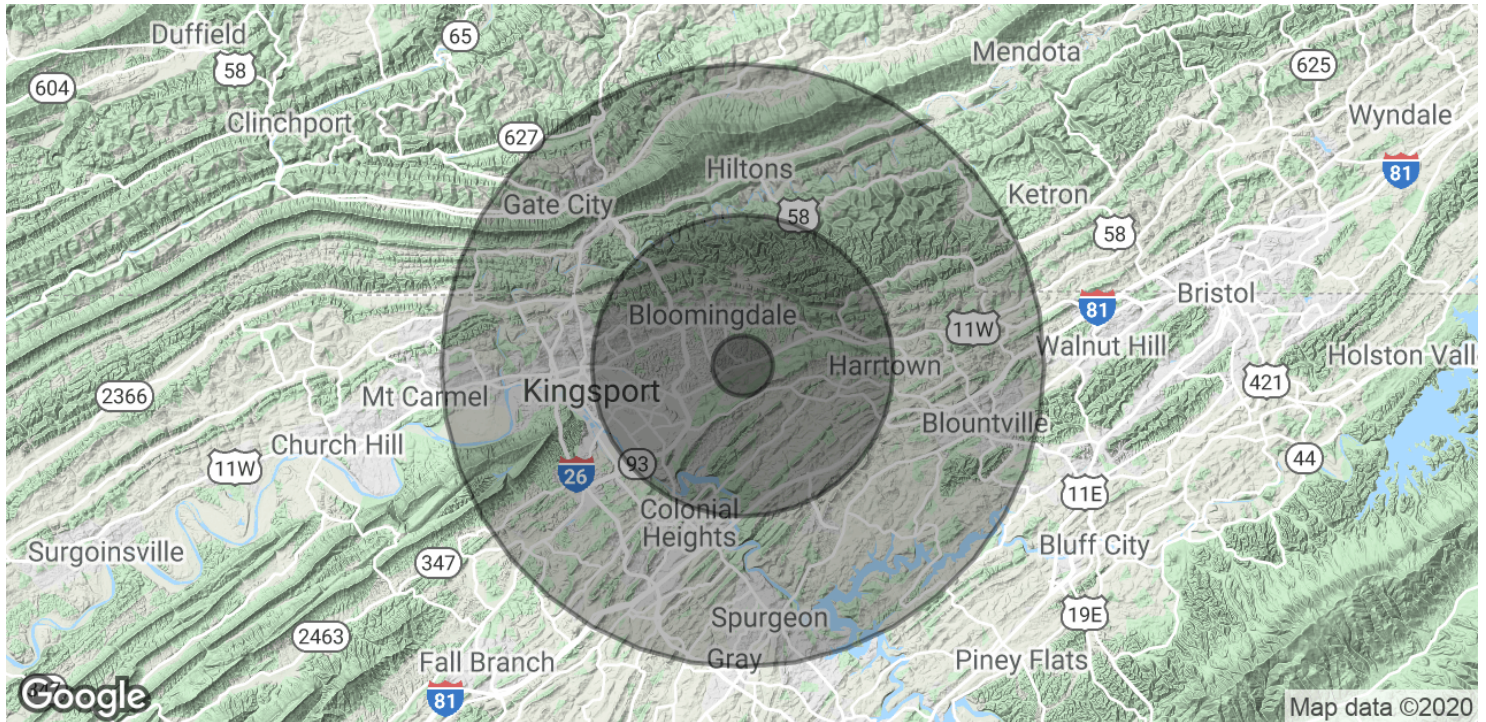 Duffield
65
Mendota
58
625
604
Wyndale
Clinchport
627
Hiltons
81
Ketron
Gate City
58
58
Bristol
81
Bloomingdale
11W
Walnut Hill
Harrtown
Holston Vall
421
2366
Mt Carmel
Kingsport
Blountville
Church Hill
11W
93
44
26
11E
Colonial
Heights
Surgoinsville
Bluff City
347
Spurgeon
19E
2463
Fall Branch
Gray
Piney Flats
81
Google
Map data ©2020